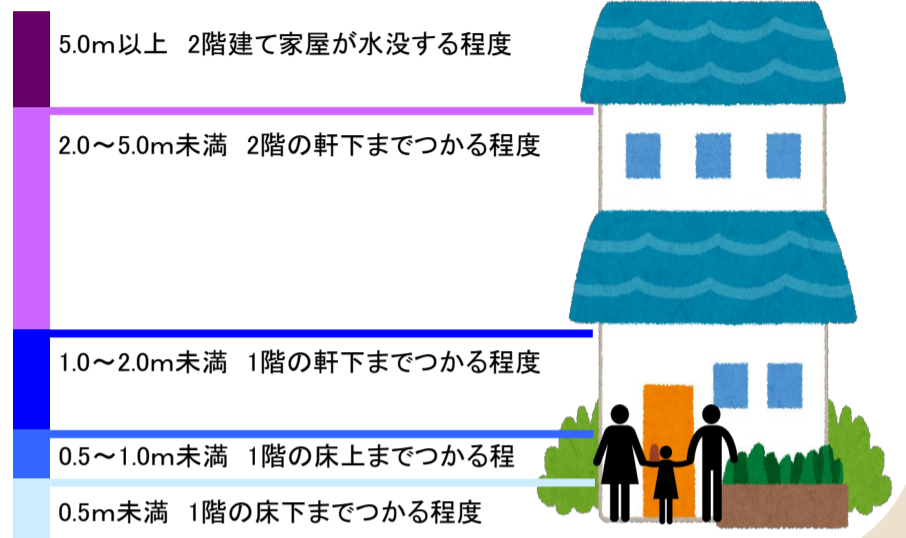 5.0m以上 2階建て家屋が水没する程度
2.0～5.0m未満 2階の軒下までつかる程度
1.0～2.0m未満 1階の軒下までつかる程度
0.5～1.0m未満 1階の床上までつかる程
0.5m未満 1階の床下までつかる程度